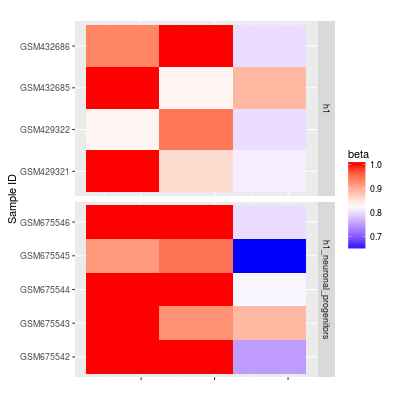 GSM432686
GSM432685
GSM429322
GSM429321
h1
GSM675546
GSM675545
GSM675544
GSM675543
GSM675542
h1_neuronal_progenitors
Sample ID
beta
1.0
0.9
0.8
0.7